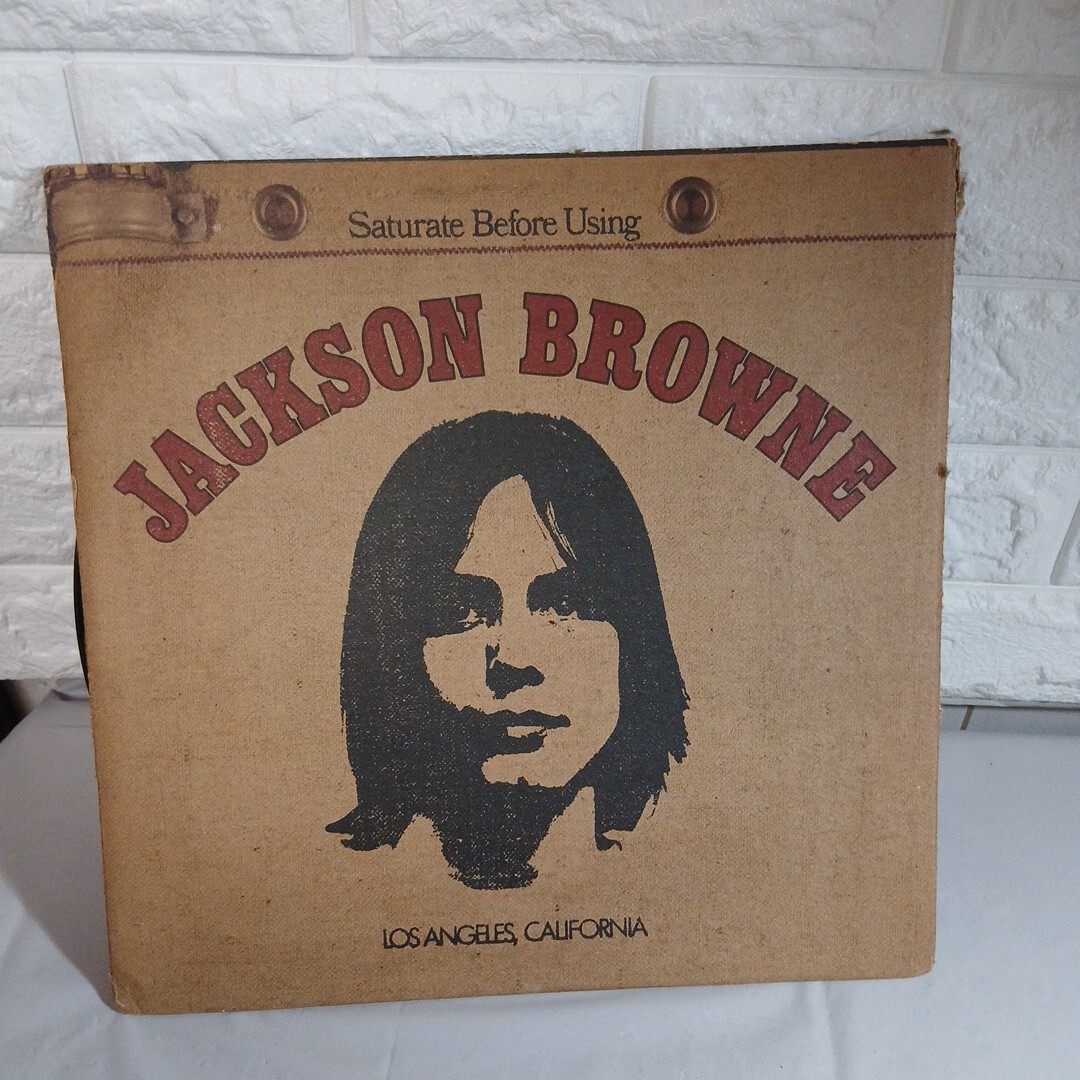 Saturate Before Using
JACKSON BROWNE
LOS ANGELES, CALIFORNIA